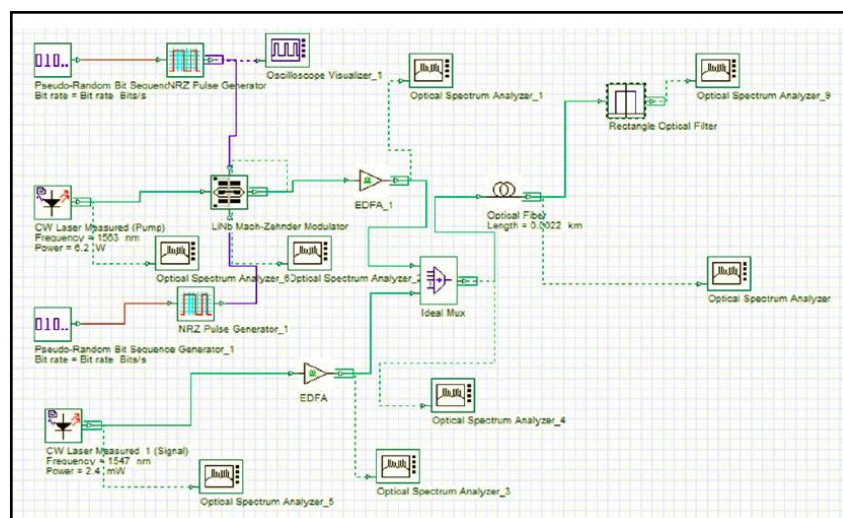 010..
Pseudo-Random Bit Sequen
Bit rate = Bit rate Bits/s
NRZ Pulse Generator
Oscilloscope Visualizer_1
Optical Spectrum Analyzer_1
Optical Spectrum Analyzer_9
Rectangle Optical Filter
CW Laser Measured (Pump)
Frequency = 1563 nm
Power = 6.2 W
LiNb Mach-Zehnder Modulator
EDFA_1
Optical Fiber
Length = 0.0022 km
Optical Spectrum Analyzer_6
Optical Spectrum Analyzer_2
Ideal Mux
Optical Spectrum Analyzer
010..
Pseudo-Random Bit Sequence Generator_1
Bit rate = Bit rate Bits/s
NRZ Pulse Generator_1
EDFA
Optical Spectrum Analyzer_4
CW Laser Measured_1 (Signal)
Frequency = 1547 nm
Power = 2.4 mW
Optical Spectrum Analyzer_5
Optical Spectrum Analyzer_3